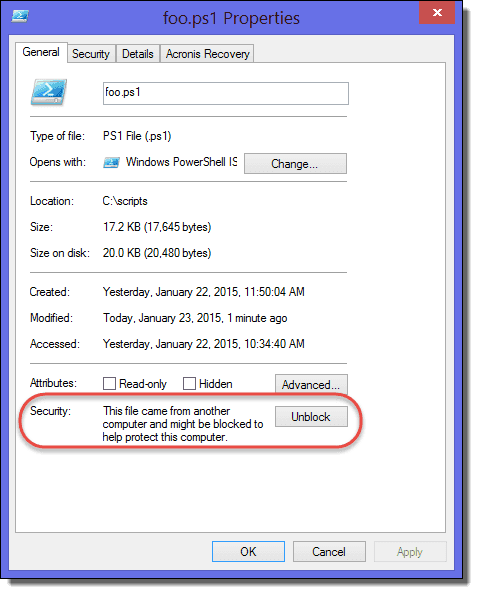 foo.ps1 Properties
General Security Details Acronis Recovery
foo.ps1
Type of file: PS1 File (.ps1)
Opens with: Windows PowerShell IS Change...
Location: C:\scripts
Size: 17.2 KB (17,645 bytes)
Size on disk: 20.0 KB (20,480 bytes)
Created: Yesterday, January 22, 2015, 11:50:04 AM
Modified: Today, January 23, 2015, 1 minute ago
Accessed: Yesterday, January 22, 2015, 10:34:40 AM
Attributes: Read-only Hidden Advanced...
Security: This file came from another
computer and might be blocked to
help protect this computer.
Unblock
OK Cancel Apply